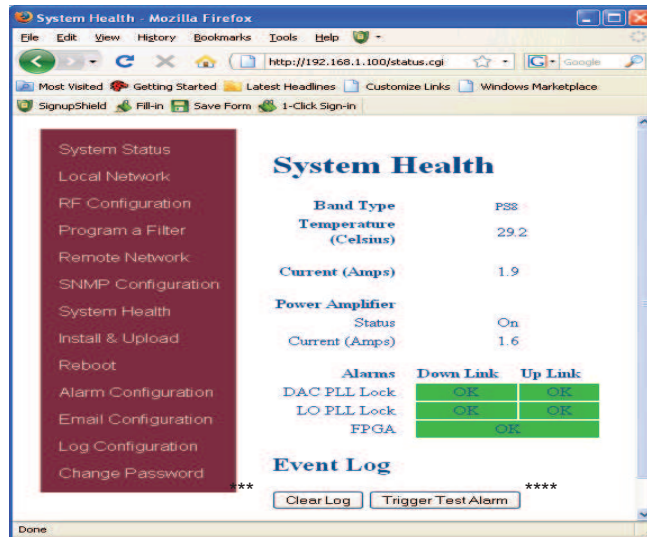 System Health - Mozilla Firefox
File Edit View History Bookmarks Tools Help
http://192.168.1.100/status.cgi
G Google
Most Visited Getting Started Latest Headlines Customize Links Windows Marketplace
SignupShield Fill-in Save Form 1-Click Sign-in
System Status
Local Network
RF Configuration
Program a Filter
Remote Network
SNMP Configuration
System Health
Install & Upload
Reboot
Alarm Configuration
Email Configuration
Log Configuration
Change Password
System Health
Band Type PS8
Temperature
(Celsius) 29.2
Current (Amps) 1.9
Power Amplifier
Status On
Current (Amps) 1.6
Alarms Down Link Up Link
DAC PLL Lock OK OK
LO PLL Lock OK OK
FPGA OK
Event Log
*** ****
Clear Log Trigger Test Alarm
Done